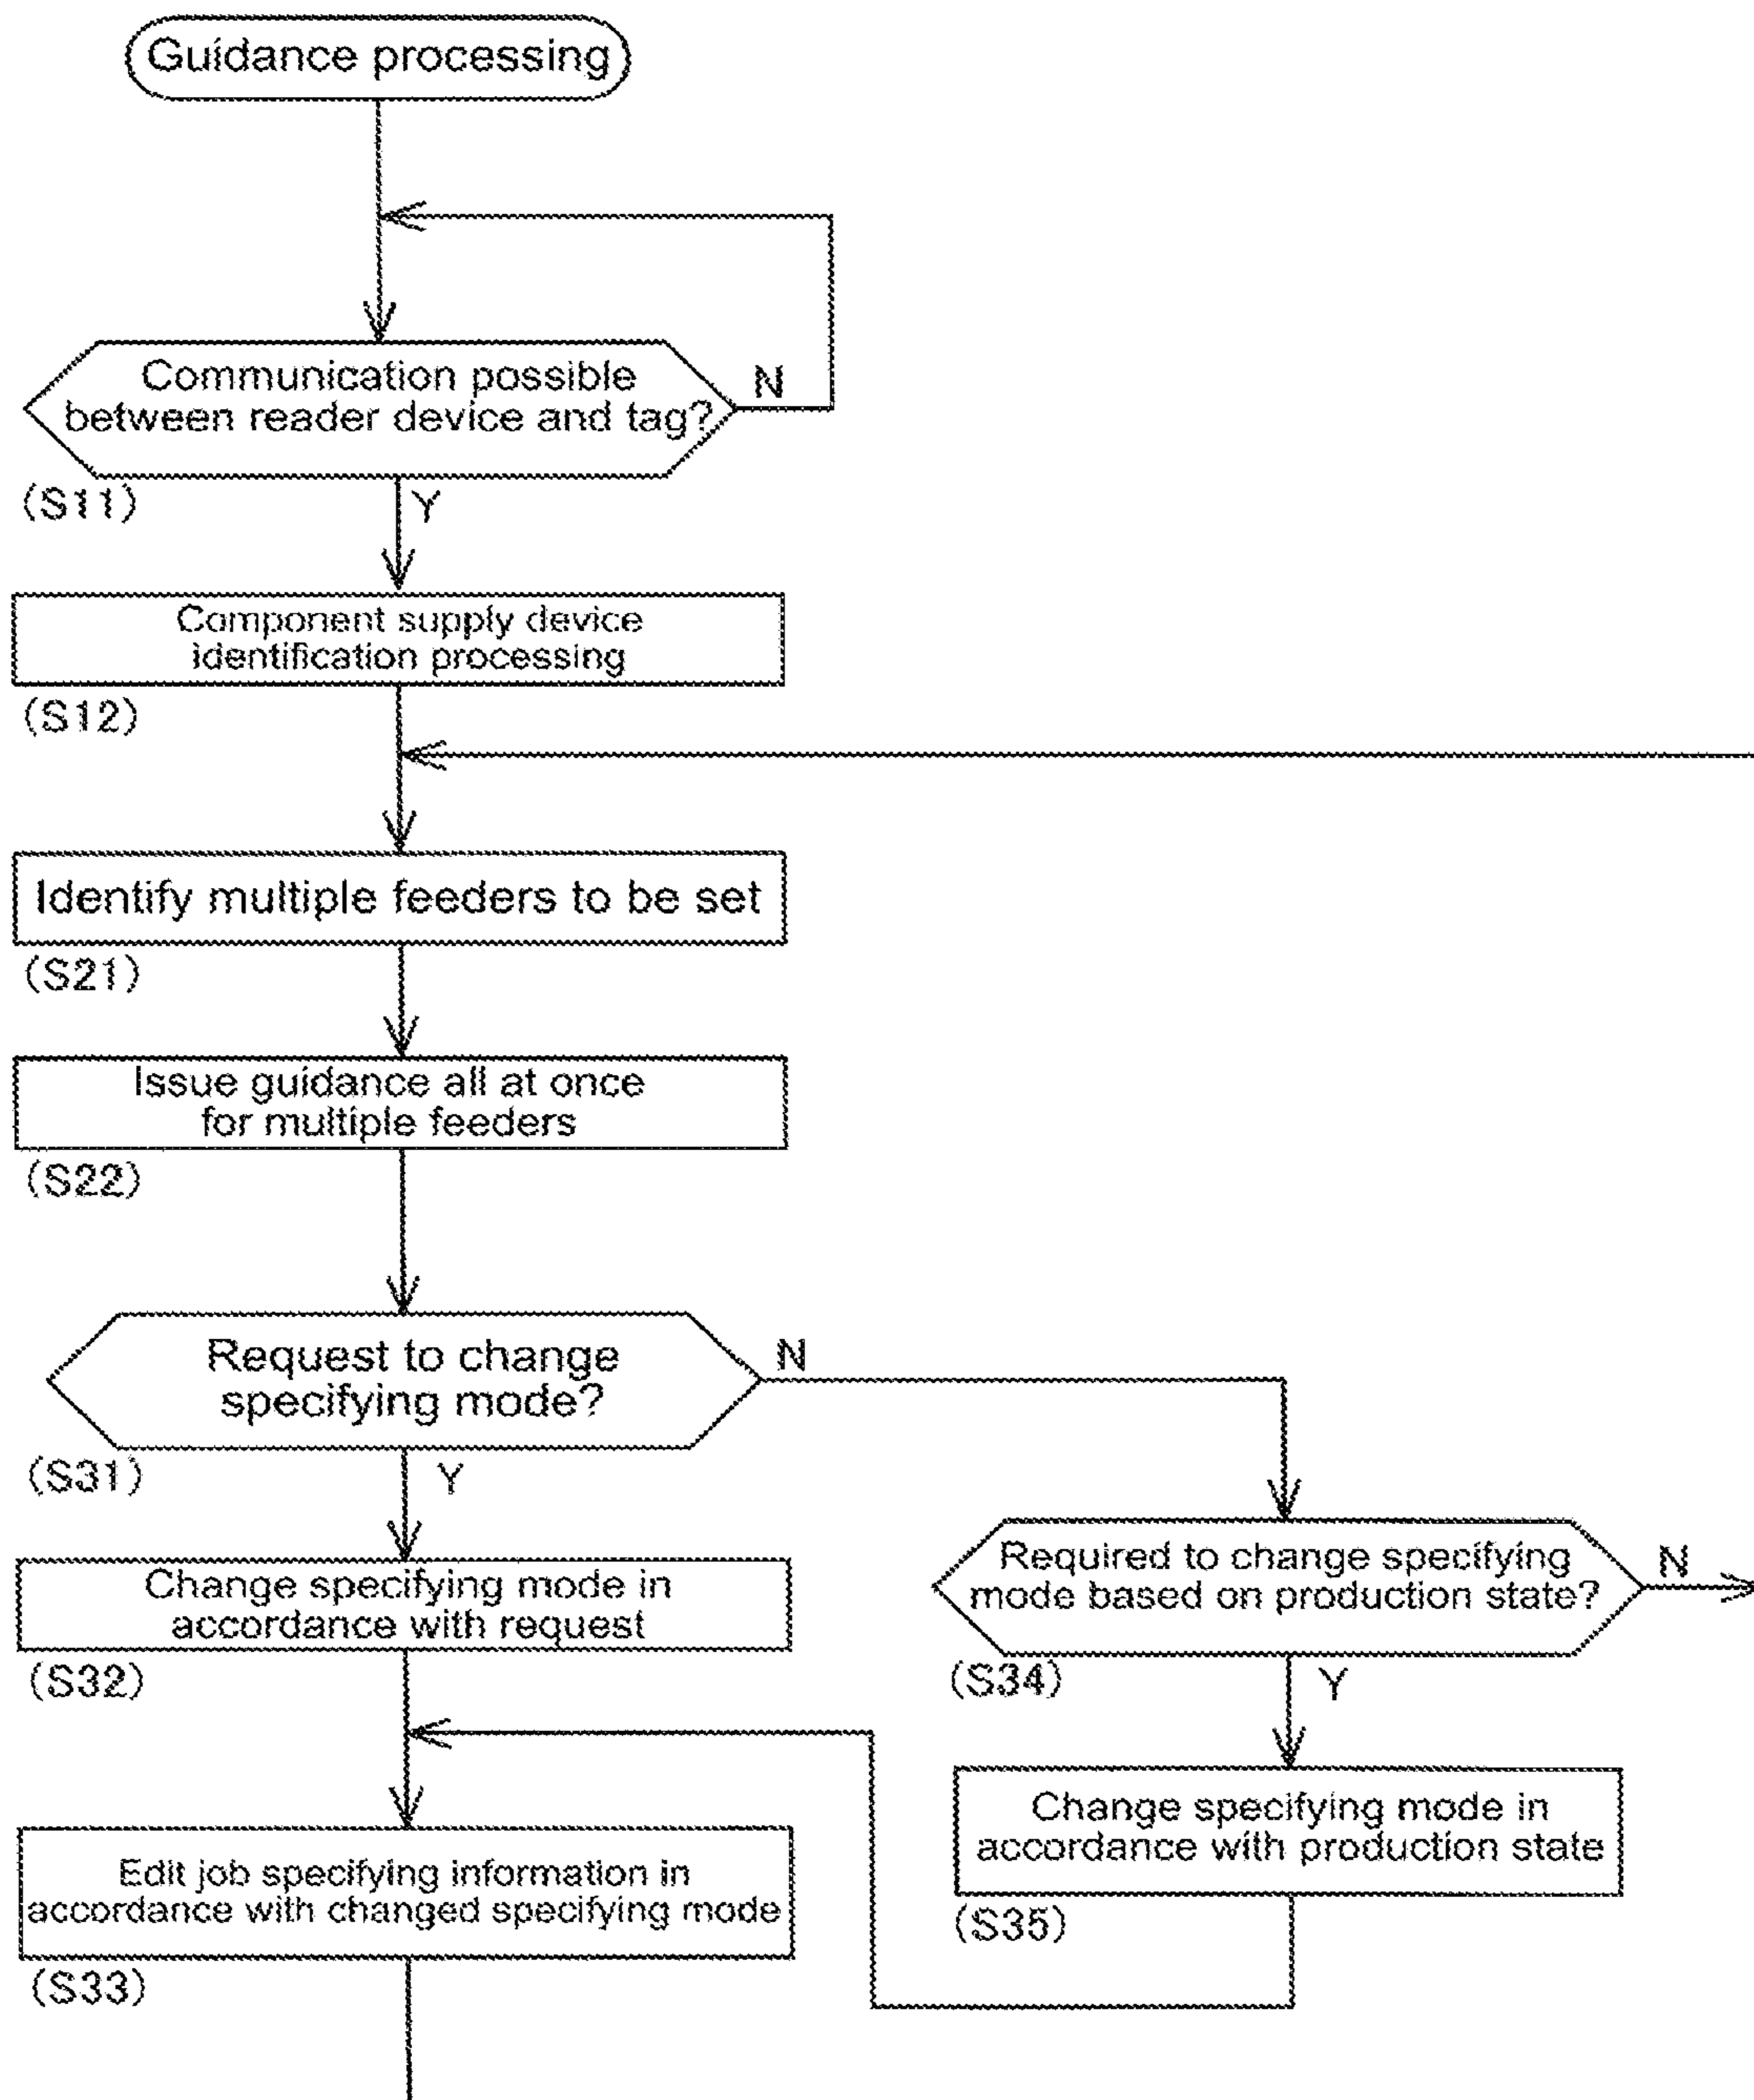 Guidance processing
Communication possible
between reader device and tag?
N
(S11)
Y
Component supply device
identification processing
(S12)
Identify multiple feeders to be set
(S21)
Issue guidance all at once
for multiple feeders
(S22)
Request to change
specifying mode?
N
(S31)
Y
Required to change specifying
mode based on production state?
N
Change specifying mode in
accordance with request
(S32)
(S34)
Y
Change specifying mode in
accordance with production state
Edit job specifying information in
accordance with changed specifying mode
(S35)
(S33)